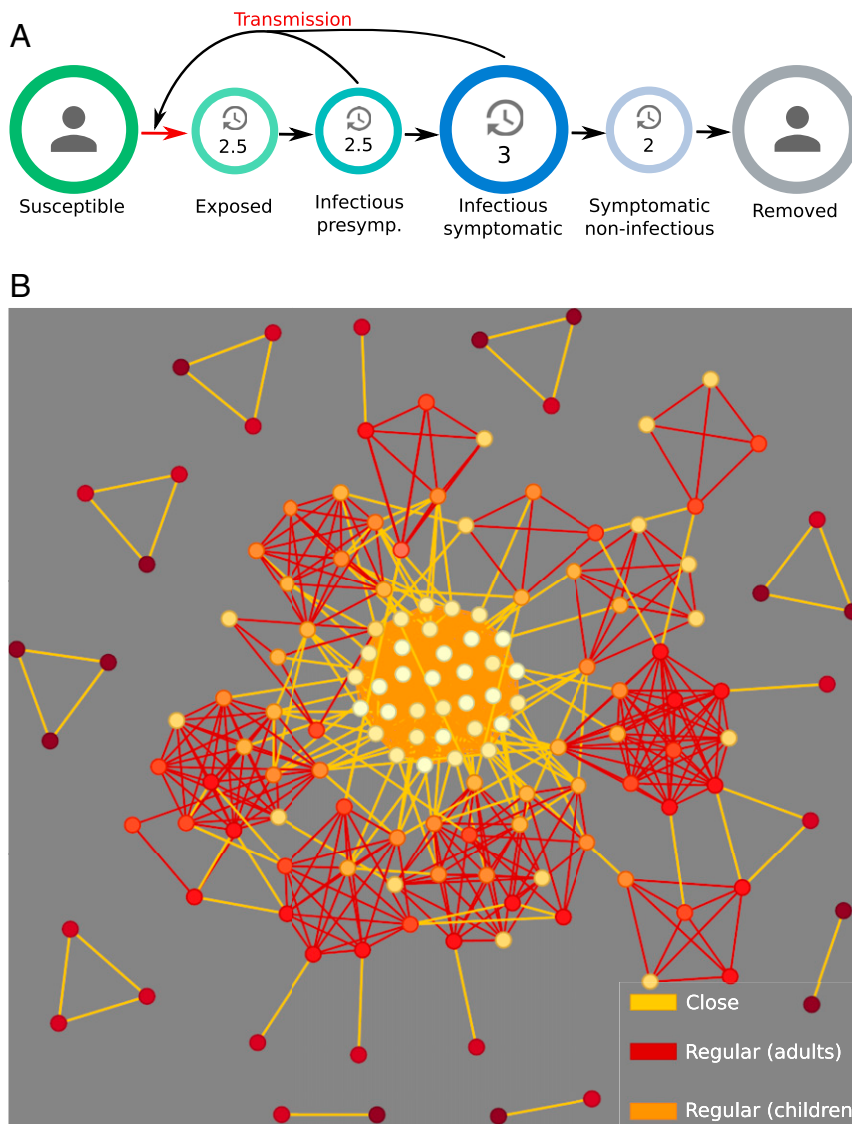 A
Transmission
2.5
2.5
3
2
Susceptible
Exposed
Infectious
presymp.
Infectious
symptomatic
Symptomatic
non-infectious
Removed
B
Close
Regular (adults)
Regular (children